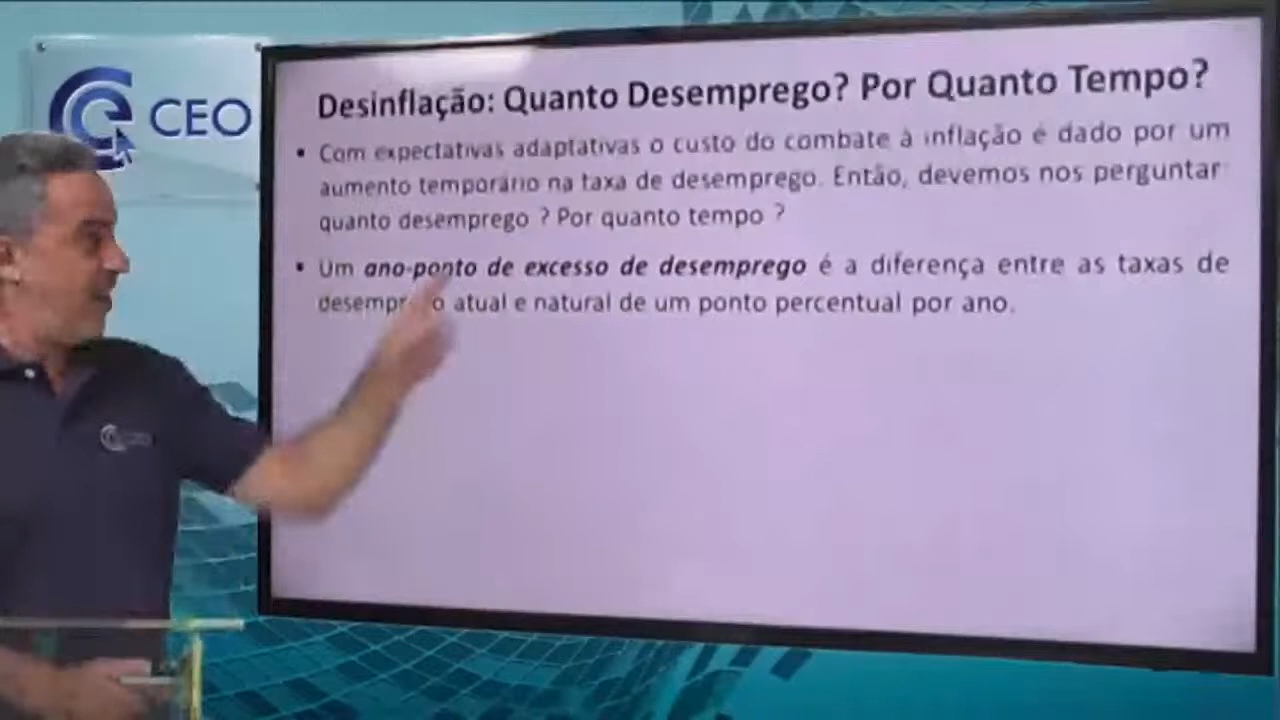 CEO
Desinflação: Quanto Desemprego? Por Quanto Tempo?
• Com expectativas adaptativas o custo do combate à inflação é dado por um
aumento temporário na taxa de desemprego. Então, devemos nos perguntar
quanto desemprego ? Por quanto tempo ?
• Um ano-ponto de excesso de desemprego é a diferença entre as taxas de
atual e natural de um ponto percentual por ano.